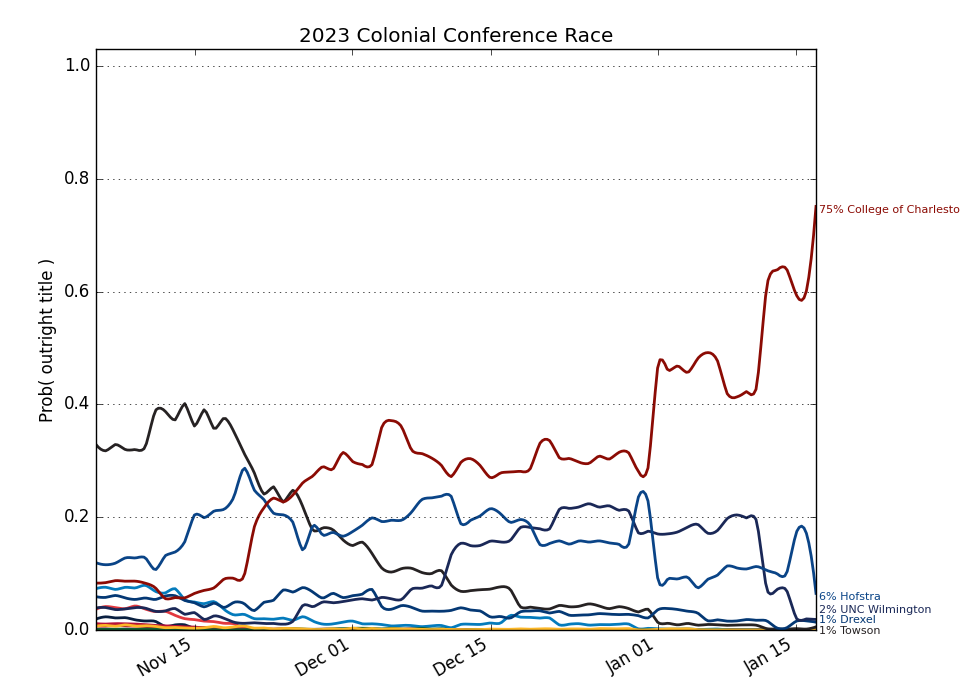 2023 Colonial Conference Race
Prob( outright title )
1.0
0.8
0.6
0.4
0.2
0.0
Nov 15
Dec 01
Dec 15
Jan 01
Jan 15
75% College of Charlesto
6% Hofstra
2% UNC Wilmington
1% Drexel
1% Towson